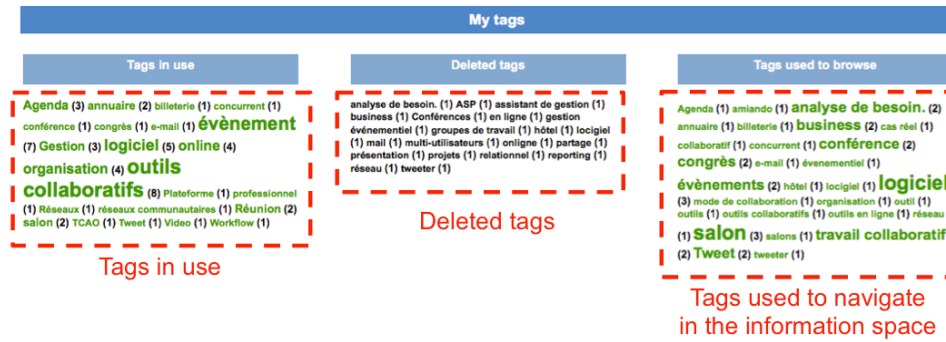 My tags
Tags in use
Agenda (3) annuaire (2) billeterie (1) concurrent (1)
conférence (1) congrès (1) e-mail (1) évènement
(7) Gestion (3) logiciel (5) online (4)
organisation (4) outils
collaboratifs (8) Plateforme (1) professionnel
(1) Réseaux (1) réseaux communautaires (1) Réunion (2)
salon (2) TCAO (1) Tweet (1) Video (1) Workflow (1)
Tags in use
Deleted tags
analyse de besoin. (1) ASP (1) assistant de gestion (1)
business (1) Conférences (1) en ligne (1) gestion
événementiel (1) groupes de travail (1) hôtel (1) locigiel
(1) mail (1) multi-utilisateurs (1) onligne (1) partage (1)
présentation (1) projets (1) relationnel (1) reporting (1)
réseau (1) tweeter (1)
Deleted tags
Tags used to browse
Agenda (1) amiando (1) analyse de besoin. (2)
annuaire (1) billeterie (1) business (2) cas réel (1)
collaboratif (1) concurrent (1) conférence (2)
congrès (2) e-mail (1) évenementiel (1)
évènements (2) hôtel (1) locigiel (1) logiciel
(3) mode de collaboration (1) organisation (1) outil (1)
outils (1) outils collaboratifs (1) outils en ligne (1) réseau
(1) salon (3) salons (1) travail collaboratif
(2) Tweet (2) tweeter (1)
Tags used to navigate
in the information space